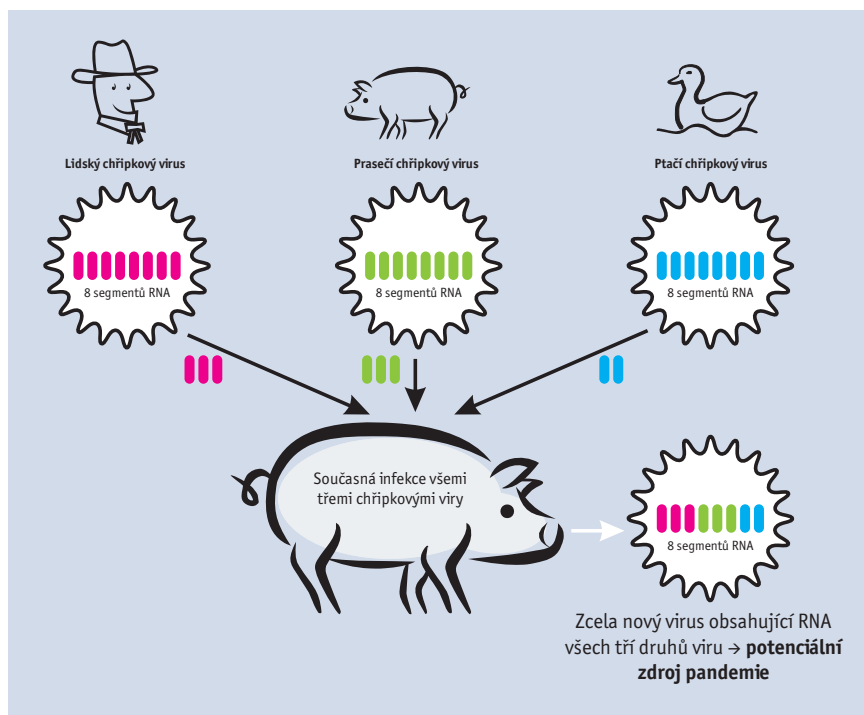 Lidský chřipkový virus
Prasečí chřipkový virus
Ptačí chřipkový virus
8 segmentů RNA
8 segmentů RNA
8 segmentů RNA
Současná infekce všemi
třemi chřipkovými viry
8 segmentů RNA
Zcela nový virus obsahující RNA
všech tří druhů viru → potenciální
zdroj pandemie